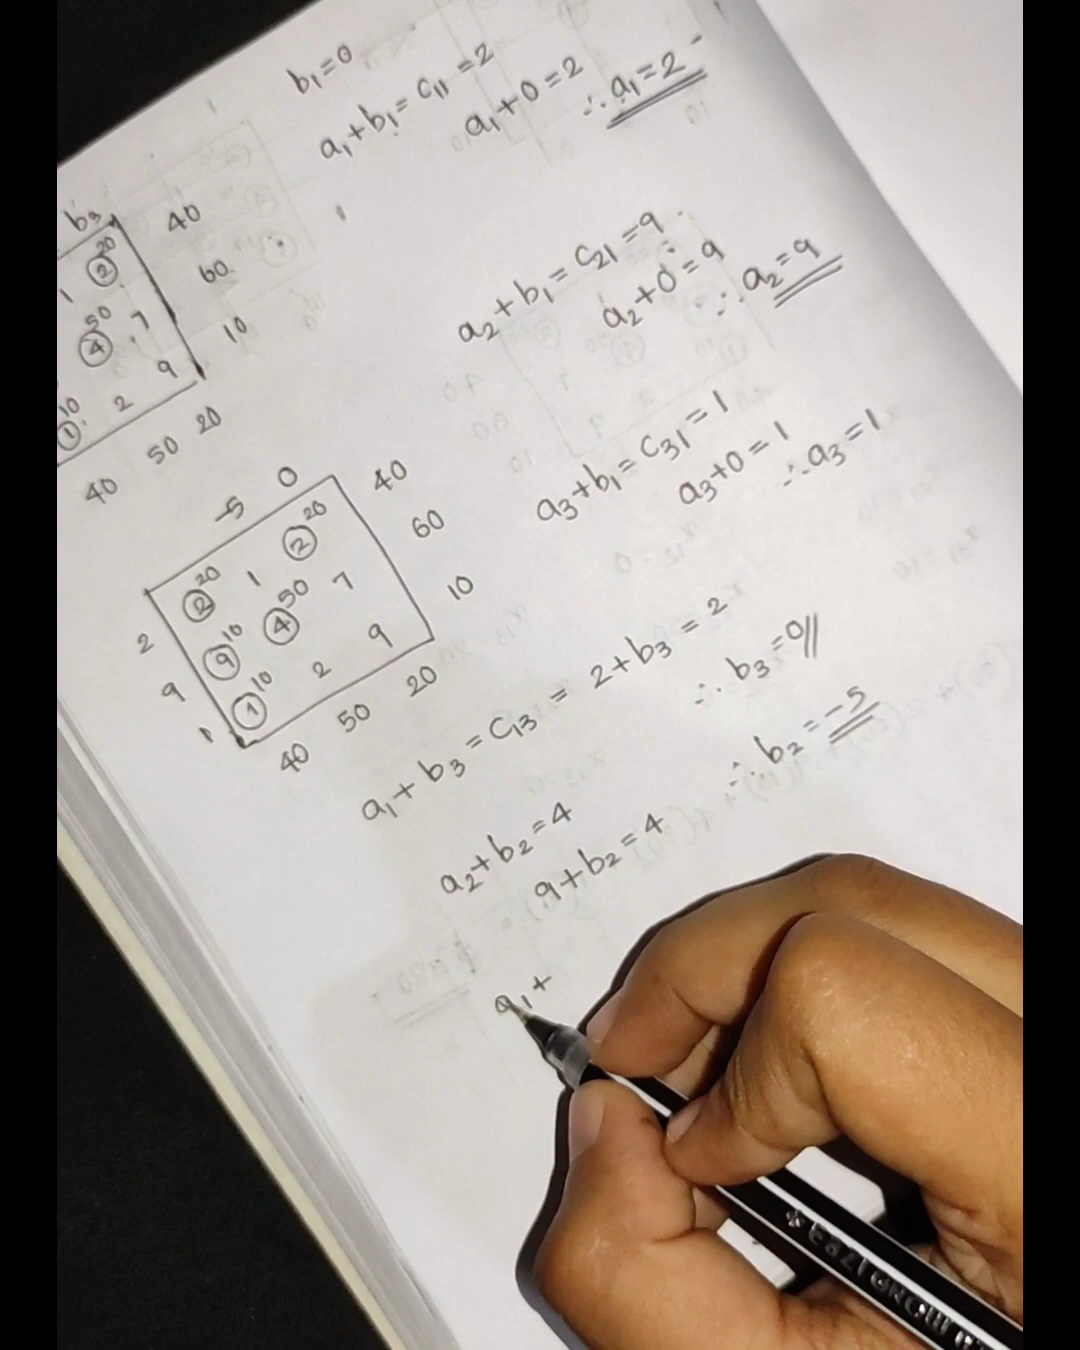 b₁=0
a₁+b₁=C₁₁=2
a₁+0=2
∴a₁=2
a₂+b₁=C₂₁=9
a₂+0=9
∴a₂=9
a₃+b₁=C₃₁=1
a₃+0=1
∴a₃=1
b₃
1 2 20 40
4 50 7 60
1 10 2 9 10
40 50 20
-5 0
2 2 20 1 2 20 40
9 9 10 4 50 7 60
1 1 10 2 9 10
40 50 20
a₁+b₃=C₁₃=2+b₃=2
∴b₃=0
a₂+b₂=4
9+b₂=4
∴b₂=-5
a₁+